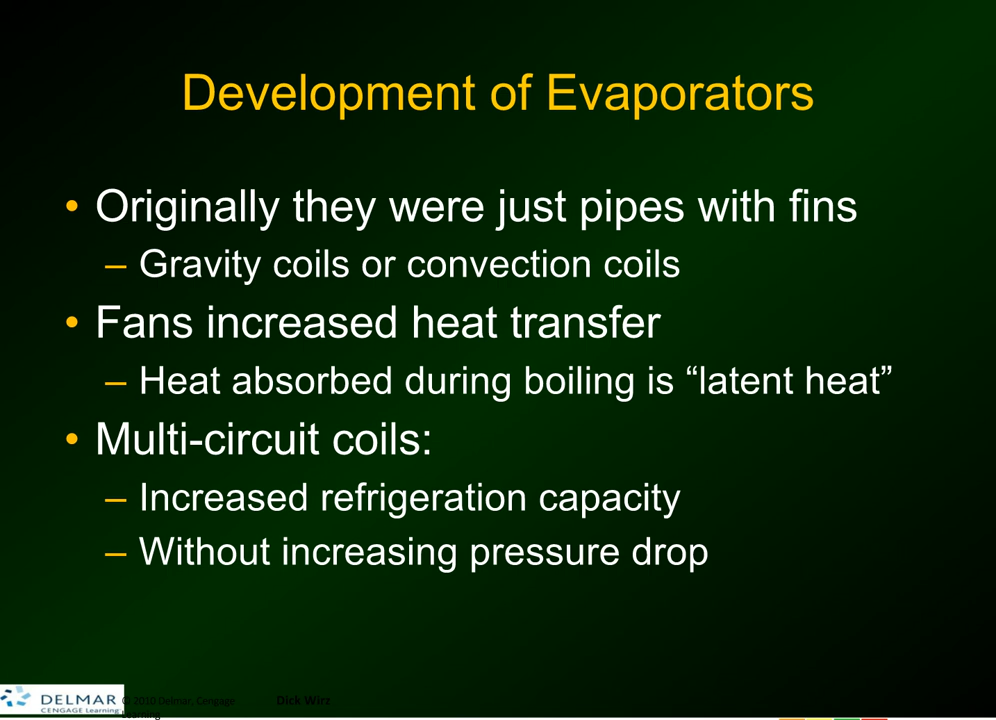 Development of Evaporators
• Originally they were just pipes with fins
– Gravity coils or convection coils
• Fans increased heat transfer
– Heat absorbed during boiling is “latent heat”
• Multi-circuit coils:
– Increased refrigeration capacity
– Without increasing pressure drop
DELMAR
CENGAGE Learning
© 2010 Delmar, Cengage
Learning
Dick Wirz